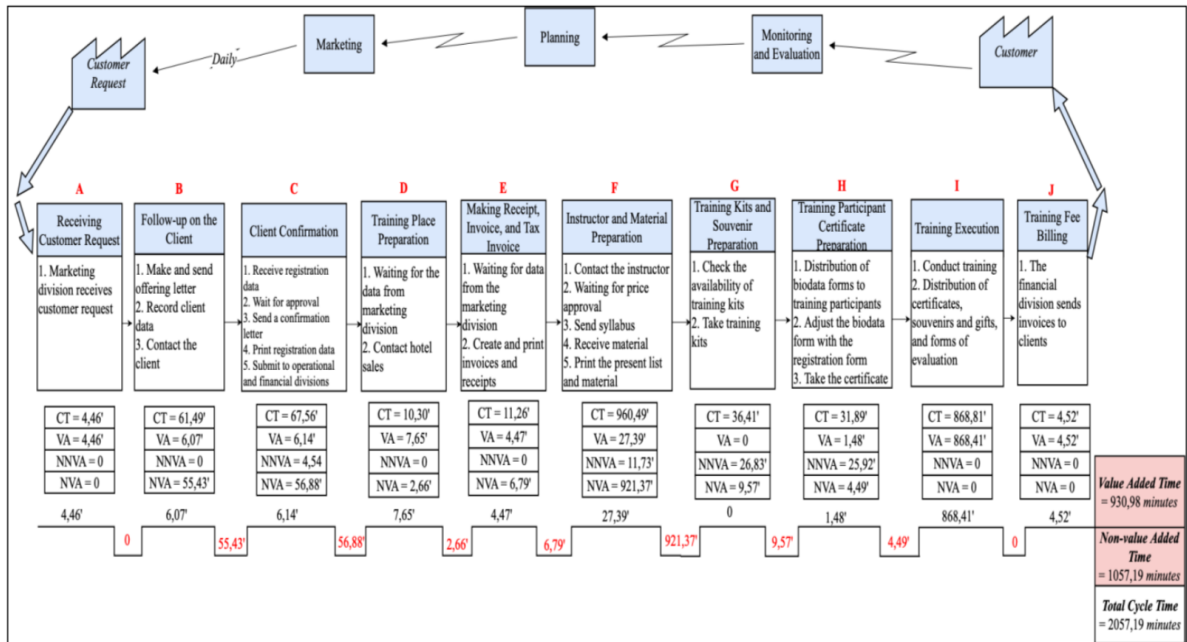 Customer
Request
Daily
Marketing
Planning
Monitoring
and Evaluation
Customer
A
B
C
D
E
F
G
H
I
J
Receiving
Customer Request
1. Marketing
division receives
customer request
Follow-up on the
Client
1. Make and send
offering letter
2. Record client
data
3. Contact the
client
Client Confirmation
1. Receive registration
data
2. Wait for approval
3. Send a confirmation
letter
4. Print registration data
5. Submit to operational
and financial divisions
Training Place
Preparation
1. Waiting for the
data from
marketing
division
2. Contact hotel
sales
Making Receipt,
Invoice, and Tax
Invoice
1. Waiting for data
from the
marketing
division
2. Create and print
invoices and
receipts
Instructor and Material
Preparation
1. Contact the instructor
2. Waiting for price
approval
3. Send syllabus
4. Receive material
5. Print the present list
and material
Training Kits and
Souvenir
Preparation
1. Check the
availability of
training kits
2. Take training
kits
Training Participant
Certificate
Preparation
1. Distribution of
biodata forms to
training participants
2. Adjust the biodata
form with the
registration form
3. Take the certificate
Training Execution
1. Conduct training
2. Distribution of
certificates,
souvenirs and gifts,
and forms of
evaluation
Training Fee
Billing
1. The
financial
division sends
invoices to
clients
CT = 4,46'
VA = 4,46'
NNVA = 0
NVA = 0
CT = 61,49'
VA = 6,07'
NNVA = 0
NVA = 55,43'
CT = 67,56'
VA = 6,14'
NNVA = 4,54
NVA = 56,88'
CT = 10,30'
VA = 7,65'
NNVA = 0
NVA = 2,66'
CT = 11,26'
VA = 4,47'
NNVA = 0
NVA = 6,79'
CT = 960,49'
VA = 27,39'
NNVA = 11,73'
NVA = 921,37'
CT = 36,41'
VA = 0
NNVA = 26,83'
NVA = 9,57'
CT = 31,89'
VA = 1,48'
NNVA = 25,92'
NVA = 4,49'
CT = 868,81'
VA = 868,41'
NNVA = 0
NVA = 0
CT = 4,52'
VA = 4,52'
NNVA = 0
NVA = 0
4,46'
0
6,07'
55,43'
6,14'
56,88'
7,65'
2,66'
4,47'
6,79'
27,39'
921,37'
0
9,57'
1,48'
4,49'
868,41'
0
4,52'
Value Added Time
= 930,98 minutes
Non-value Added
Time
= 1057,19 minutes
Total Cycle Time
= 2057,19 minutes